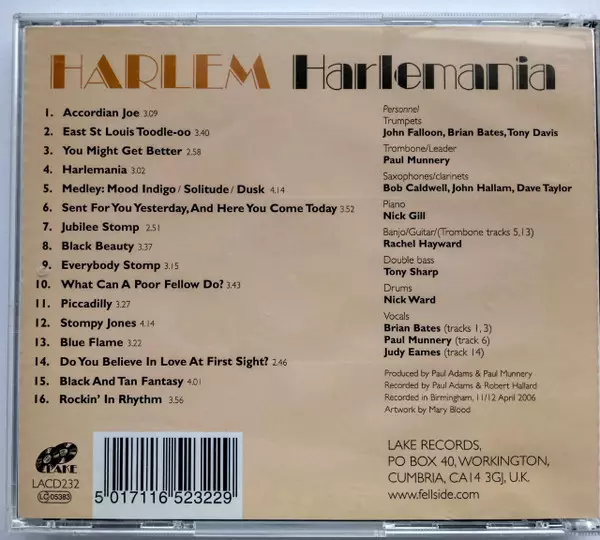 HARLEM Harlemania
1. Accordian Joe 3.09
2. East St Louis Toodle-oo 3.40
3. You Might Get Better 2.58
4. Harlemania 3.02
5. Medley: Mood Indigo / Solitude / Dusk 4.14
6. Sent For You Yesterday, And Here You Come Today 3.52
7. Jubilee Stomp 2.51
8. Black Beauty 3.37
9. Everybody Stomp 3.15
10. What Can A Poor Fellow Do? 3.43
11. Piccadilly 3.27
12. Stompy Jones 4.14
13. Blue Flame 3.22
14. Do You Believe In Love At First Sight? 2.46
15. Black And Tan Fantasy 4.01
16. Rockin' In Rhythm 3.56
Personnel
Trumpets
John Falloon, Brian Bates, Tony Davis
Trombone/Leader
Paul Munnery
Saxophones/clarinets
Bob Caldwell, John Hallam, Dave Taylor
Piano
Nick Gill
Banjo/Guitar/(Trombone tracks 5,13)
Rachel Hayward
Double bass
Tony Sharp
Drums
Nick Ward
Vocals
Brian Bates (tracks 1, 3)
Paul Munnery (track 6)
Judy Eames (track 14)
Produced by Paul Adams & Paul Munnery
Recorded by Paul Adams & Robert Hallard
Recorded in Birmingham, 11/12 April 2006
Artwork by Mary Blood
LAKE
LACD232
LC 05383
5 017116 523229
LAKE RECORDS,
PO BOX 40, WORKINGTON,
CUMBRIA, CA14 3GJ, U.K.
www.fellside.com